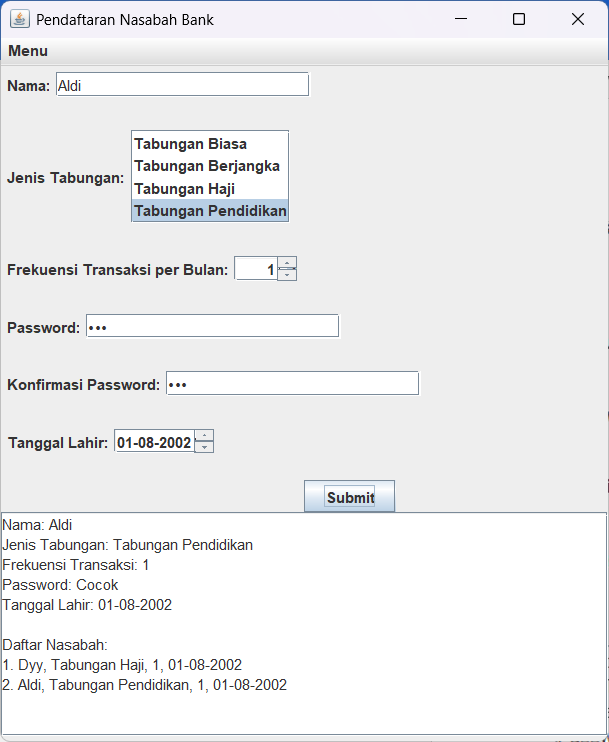 Pendaftaran Nasabah Bank
Menu
Nama: Aldi
Jenis Tabungan:
Tabungan Biasa
Tabungan Berjangka
Tabungan Haji
Tabungan Pendidikan
Frekuensi Transaksi per Bulan: 1
Password: •••
Konfirmasi Password: •••
Tanggal Lahir: 01-08-2002
Submit
Nama: Aldi
Jenis Tabungan: Tabungan Pendidikan
Frekuensi Transaksi: 1
Password: Cocok
Tanggal Lahir: 01-08-2002
Daftar Nasabah:
1. Dyy, Tabungan Haji, 1, 01-08-2002
2. Aldi, Tabungan Pendidikan, 1, 01-08-2002